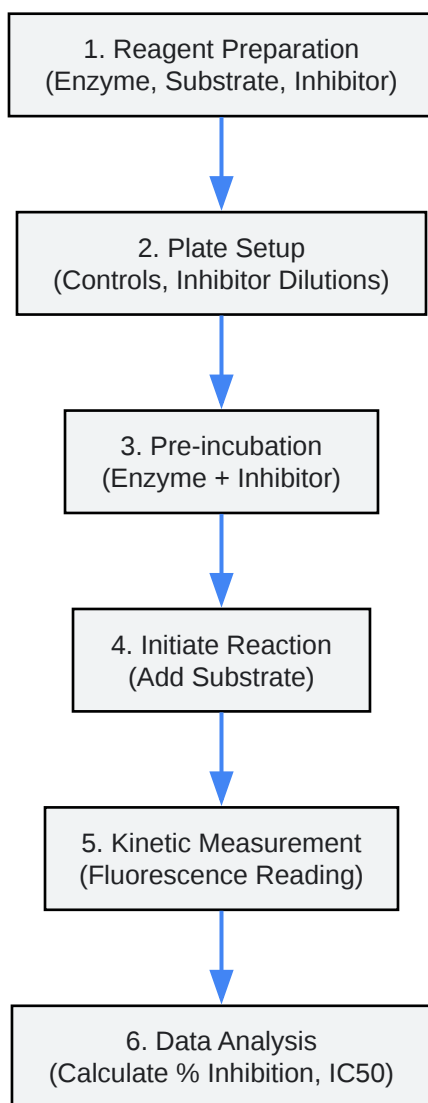 1. Reagent Preparation
(Enzyme, Substrate, Inhibitor)
2. Plate Setup
(Controls, Inhibitor Dilutions)
3. Pre-incubation
(Enzyme + Inhibitor)
4. Initiate Reaction
(Add Substrate)
5. Kinetic Measurement
(Fluorescence Reading)
6. Data Analysis
(Calculate % Inhibition, IC50)